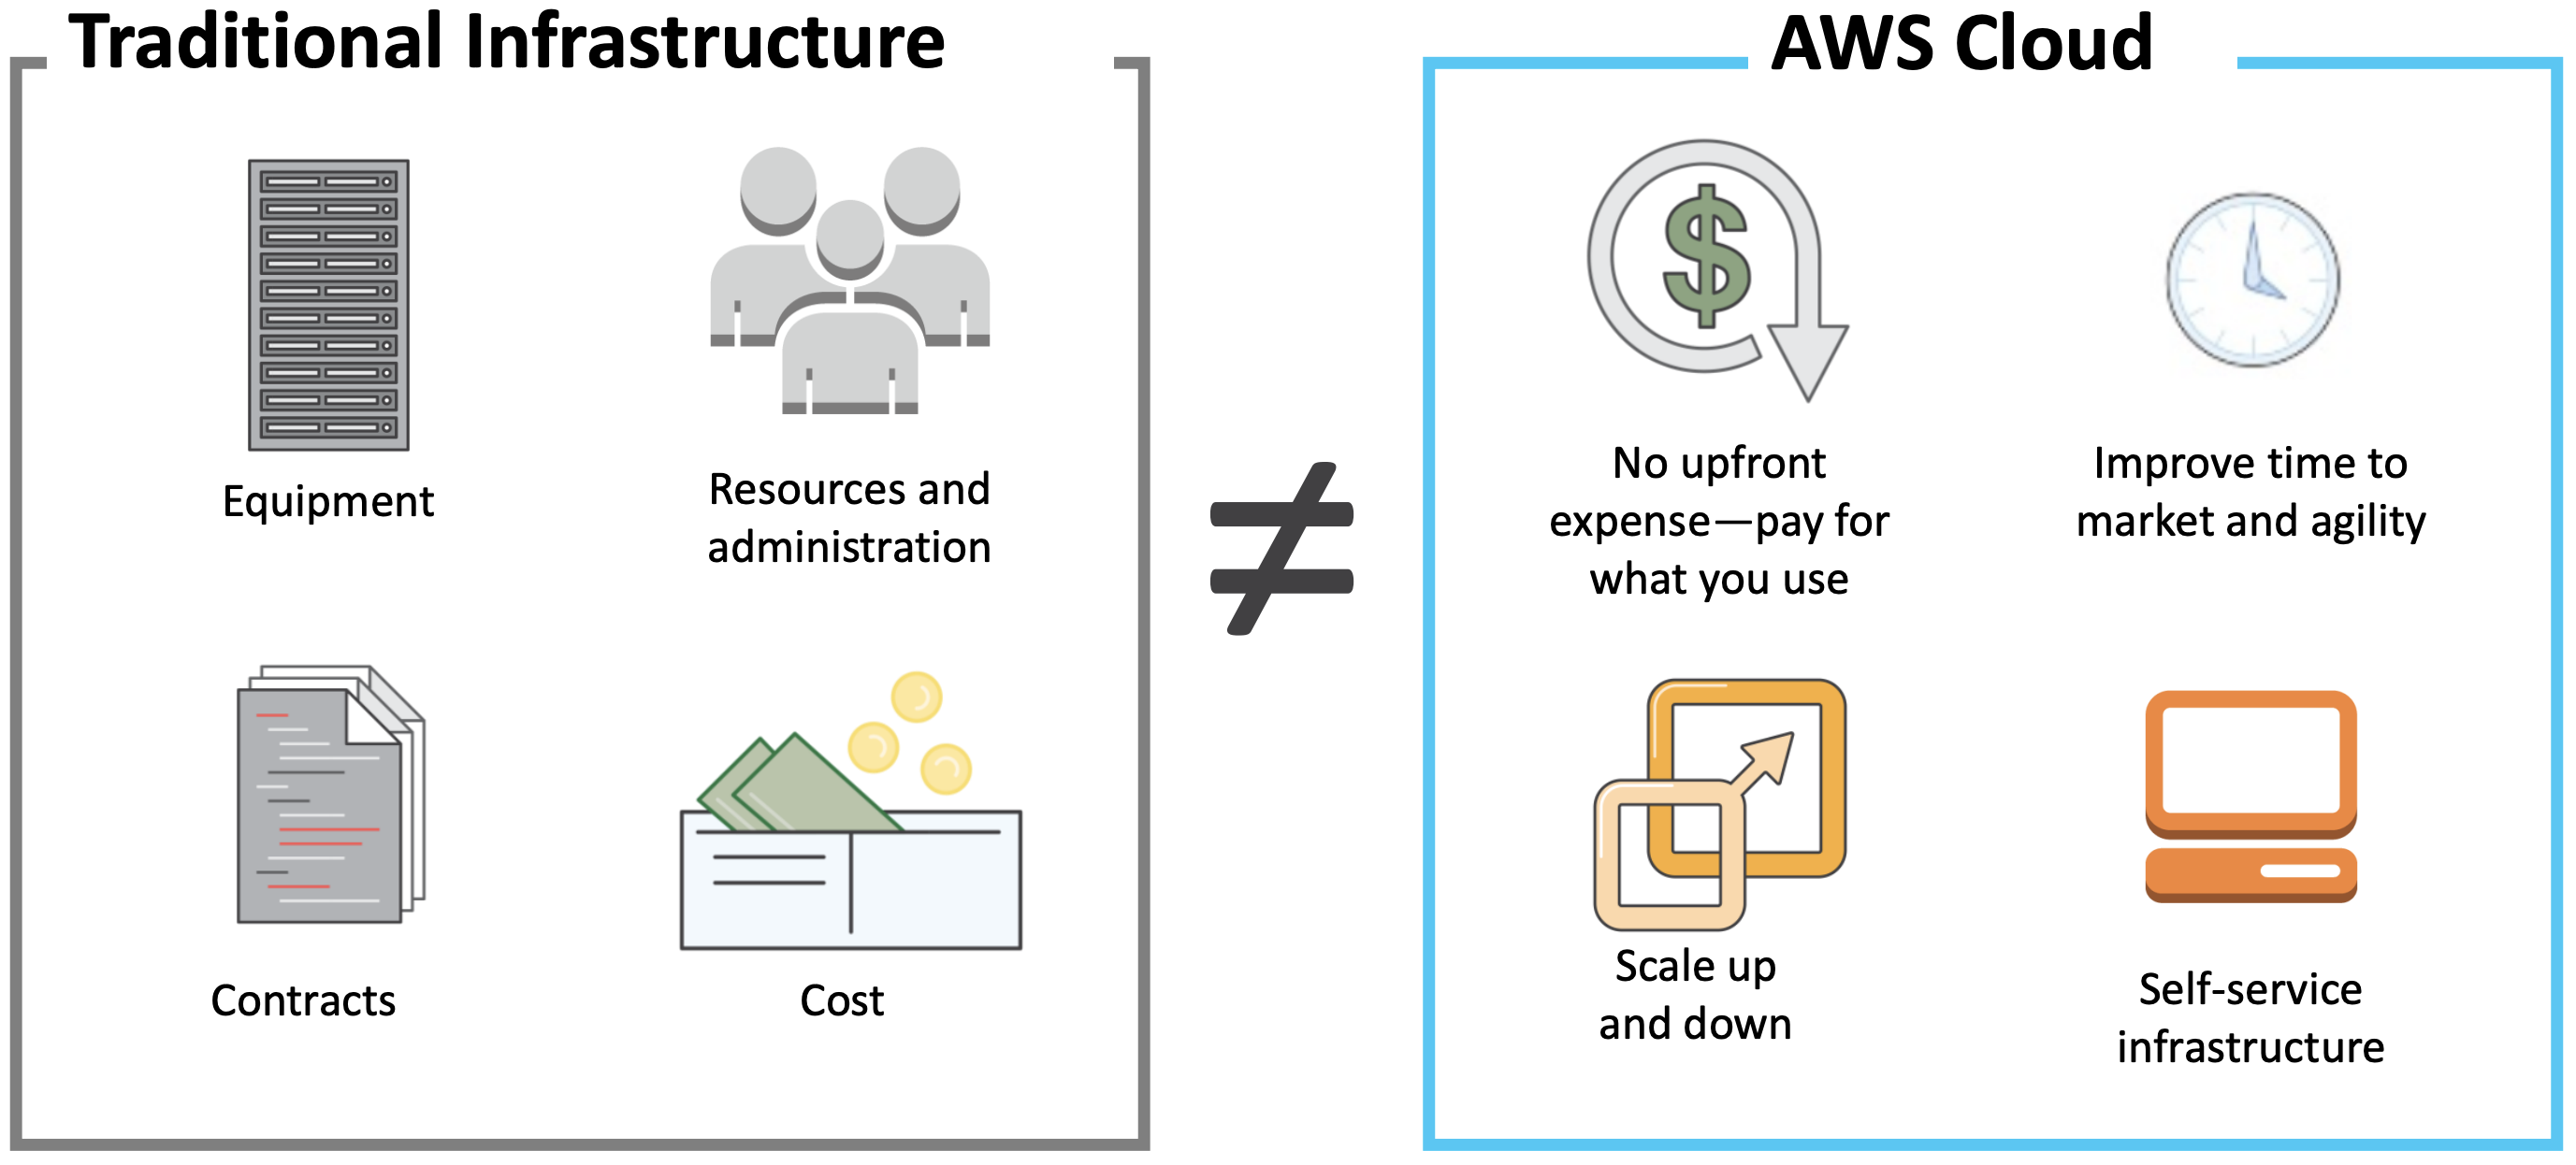 Traditional Infrastructure
Equipment
Resources and
administration
Contracts
Cost
≠
AWS Cloud
$
No upfront
expense—pay for
what you use
Improve time to
market and agility
Scale up
and down
Self-service
infrastructure